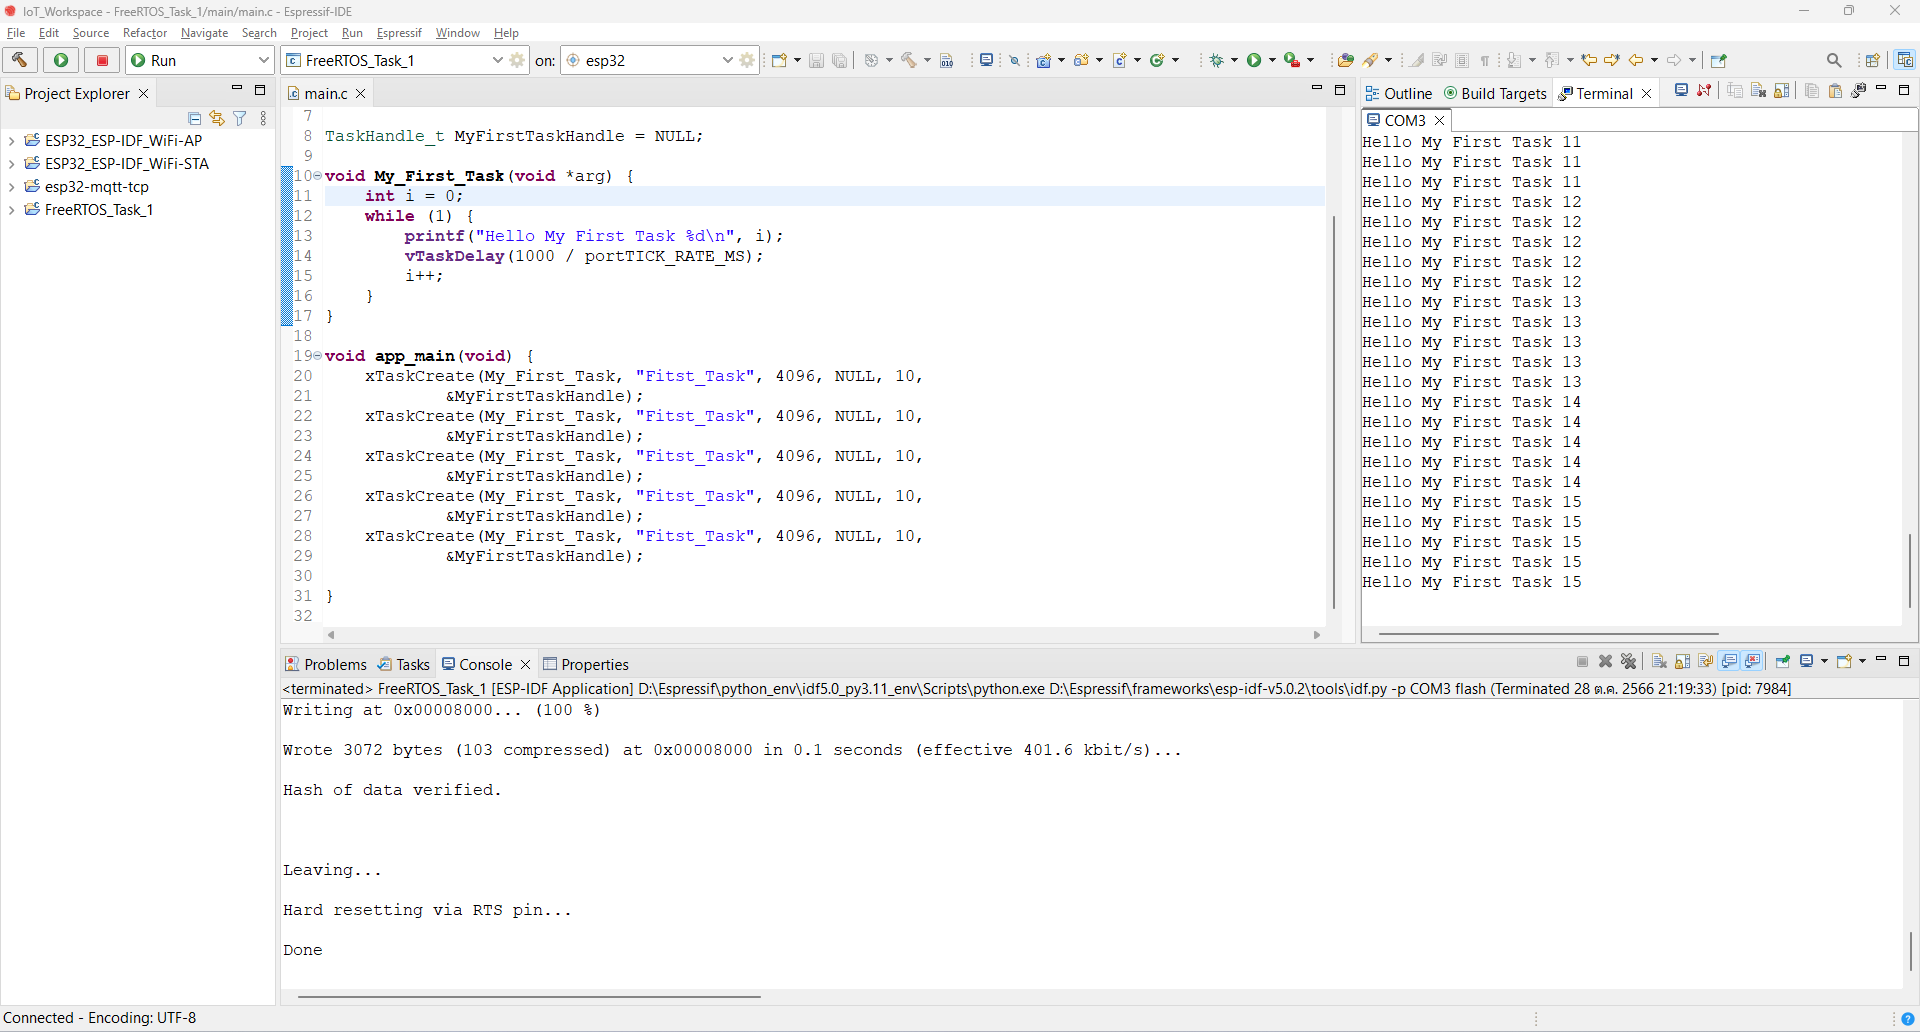 IoT_Workspace - FreeRTOS_Task_1/main/main.c - Espressif-IDE
File Edit Source Refactor Navigate Search Project Run Espressif Window Help
Run
FreeRTOS_Task_1
on:
esp32
Project Explorer
ESP32_ESP-IDF_WiFi-AP
ESP32_ESP-IDF_WiFi-STA
esp32-mqtt-tcp
FreeRTOS_Task_1
main.c
7
8 TaskHandle_t MyFirstTaskHandle = NULL;
9
10 void My_First_Task(void *arg) {
11 int i = 0;
12 while (1) {
13 printf("Hello My First Task %d\n", i);
14 vTaskDelay(1000 / portTICK_RATE_MS);
15 i++;
16 }
17 }
18
19 void app_main(void) {
20 xTaskCreate(My_First_Task, "Fitst_Task", 4096, NULL, 10,
21 &MyFirstTaskHandle);
22 xTaskCreate(My_First_Task, "Fitst_Task", 4096, NULL, 10,
23 &MyFirstTaskHandle);
24 xTaskCreate(My_First_Task, "Fitst_Task", 4096, NULL, 10,
25 &MyFirstTaskHandle);
26 xTaskCreate(My_First_Task, "Fitst_Task", 4096, NULL, 10,
27 &MyFirstTaskHandle);
28 xTaskCreate(My_First_Task, "Fitst_Task", 4096, NULL, 10,
29 &MyFirstTaskHandle);
30
31 }
32
Outline Build Targets Terminal
COM3
Hello My First Task 11
Hello My First Task 11
Hello My First Task 11
Hello My First Task 12
Hello My First Task 12
Hello My First Task 12
Hello My First Task 12
Hello My First Task 12
Hello My First Task 13
Hello My First Task 13
Hello My First Task 13
Hello My First Task 13
Hello My First Task 13
Hello My First Task 14
Hello My First Task 14
Hello My First Task 14
Hello My First Task 14
Hello My First Task 14
Hello My First Task 15
Hello My First Task 15
Hello My First Task 15
Hello My First Task 15
Hello My First Task 15
Problems Tasks Console Properties
<terminated> FreeRTOS_Task_1 [ESP-IDF Application] D:\Espressif\python_env\idf5.0_py3.11_env\Scripts\python.exe D:\Espressif\frameworks\esp-idf-v5.0.2\tools\idf.py -p COM3 flash (Terminated 28 ต.ค. 2566 21:19:33) [pid: 7984]
Writing at 0x00008000... (100 %)
Wrote 3072 bytes (103 compressed) at 0x00008000 in 0.1 seconds (effective 401.6 kbit/s)...
Hash of data verified.
Leaving...
Hard resetting via RTS pin...
Done
Connected - Encoding: UTF-8